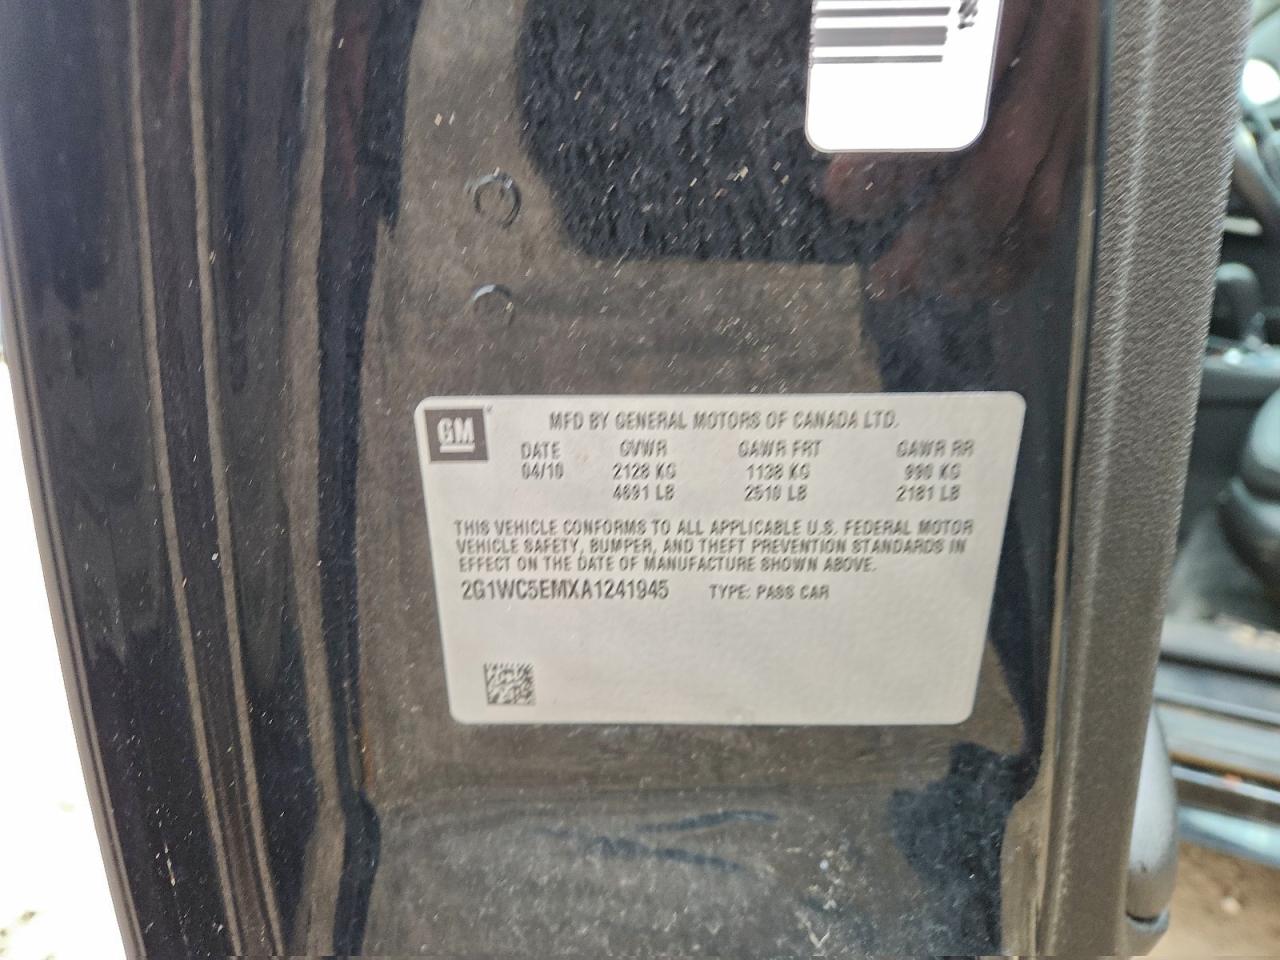 GM
MFD BY GENERAL MOTORS OF CANADA LTD.
DATE GVWR GAWR FRT GAWR RR
04/10 2128 KG 1138 KG 990 KG
4691 LB 2510 LB 2181 LB
THIS VEHICLE CONFORMS TO ALL APPLICABLE U.S. FEDERAL MOTOR
VEHICLE SAFETY, BUMPER, AND THEFT PREVENTION STANDARDS IN
EFFECT ON THE DATE OF MANUFACTURE SHOWN ABOVE.
2G1WC5EMXA1241945 TYPE: PASS CAR